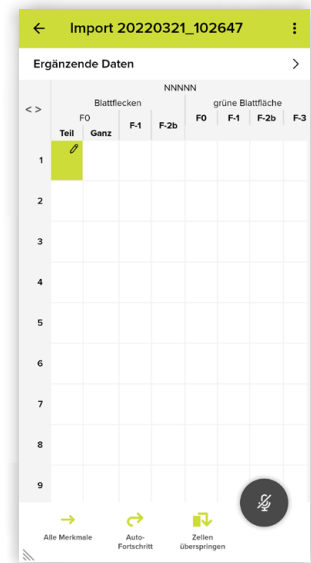 Import 20220321_102647
Ergänzende Daten
NNNNN
< >
Blattflecken grüne Blattfläche
F0 F-1 F-2b F0 F-1 F-2b F-3
Teil Ganz
1
2
3
4
5
6
7
8
9
Alle Merkmale
Auto-
Fortschritt
Zellen
überspringen